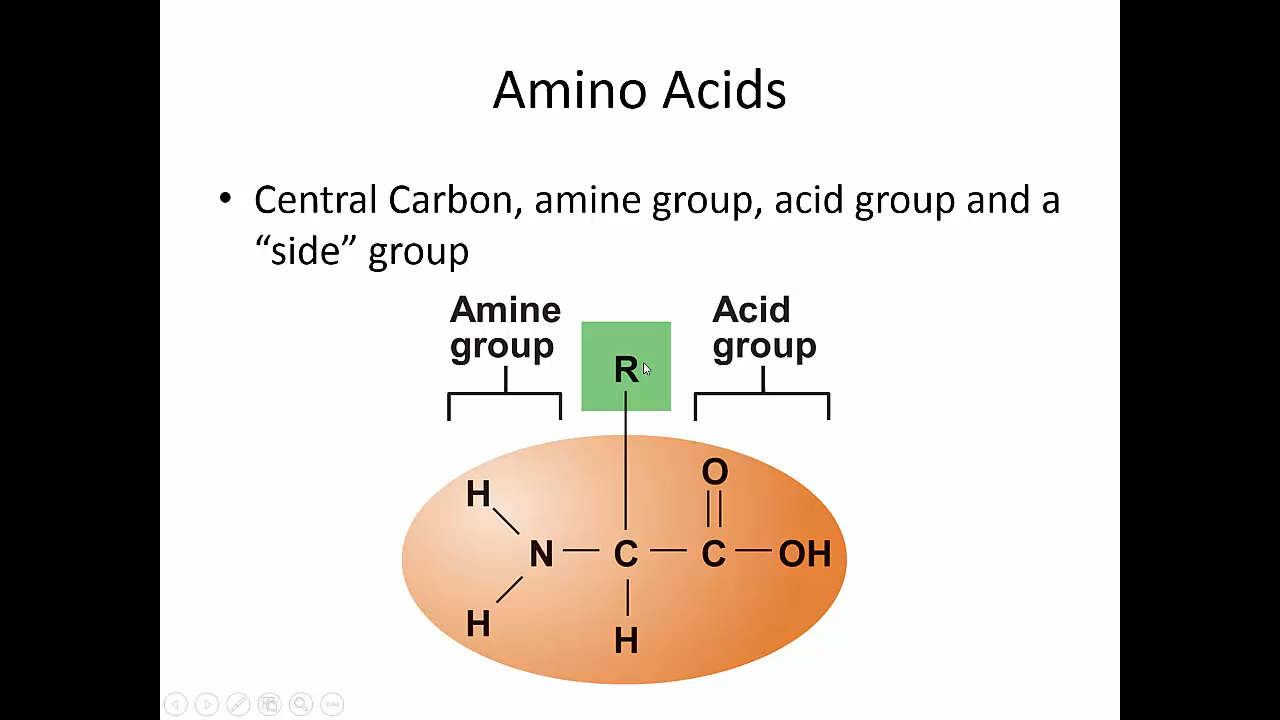 Amino Acids
• Central Carbon, amine group, acid group and a
“side” group
Amine
group
R
Acid
group
O
H
N C C OH
H
H